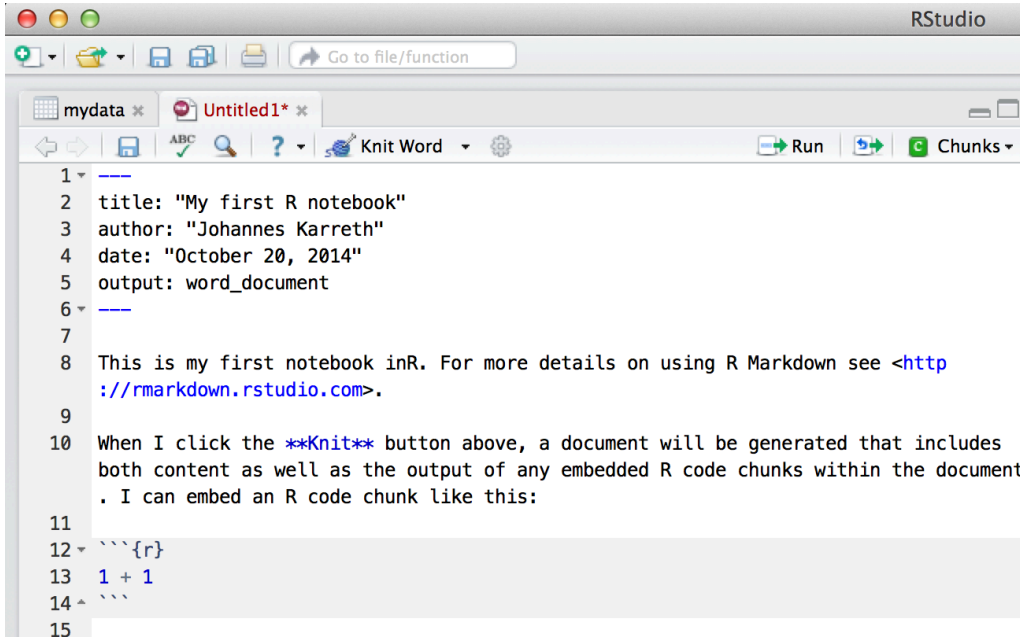 RStudio
Go to file/function
mydata
Untitled1*
ABC
? Knit Word
Run
C Chunks
1 ---
2 title: "My first R notebook"
3 author: "Johannes Karreth"
4 date: "October 20, 2014"
5 output: word_document
6 ---
7
8 This is my first notebook inR. For more details on using R Markdown see <http
://rmarkdown.rstudio.com>.
9
10 When I click the **Knit** button above, a document will be generated that includes
both content as well as the output of any embedded R code chunks within the document
. I can embed an R code chunk like this:
11
12 ```{r}
13 1 + 1
14 ```
15